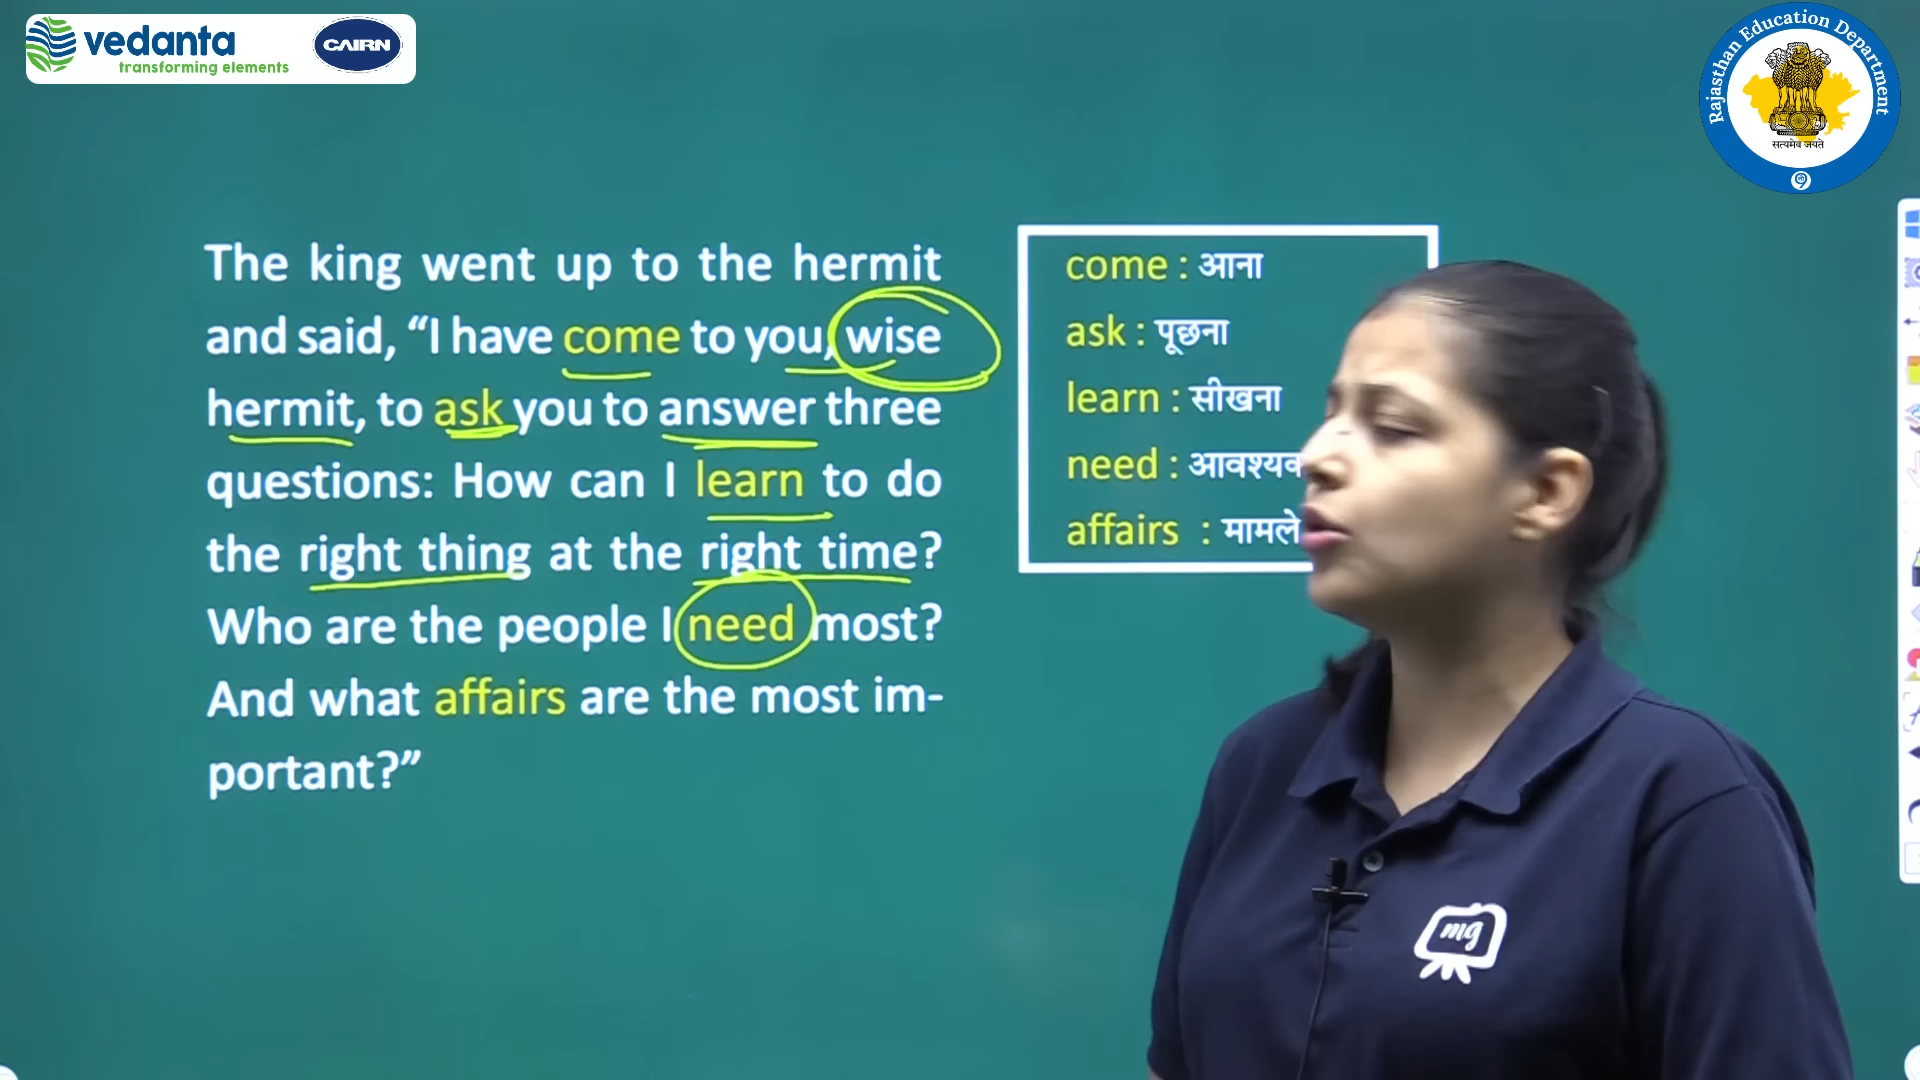 vedanta
transforming elements
CAIRN
Rajasthan Education Department
सत्यमेव जयते
The king went up to the hermit
and said, “I have come to you, wise
hermit, to ask you to answer three
questions: How can I learn to do
the right thing at the right time?
Who are the people I need most?
And what affairs are the most im-
portant?”
come : आना
ask : पूछना
learn : सीखना
need :
affairs : मामले
mg